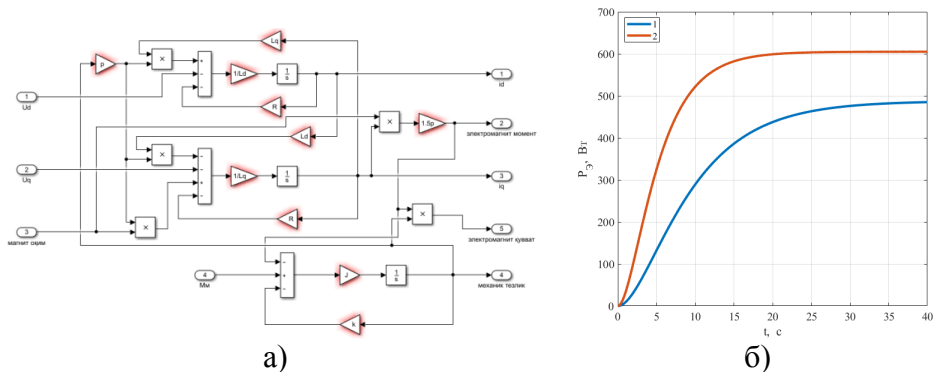 p
×
+
−
−
Lq
1/Ld
1
s
R
1
id
1
Ud
Ld
×
1.5p
2
электромагнит момент
×
−
−
+
−
2
Uq
1/Lq
1
s
3
iq
R
3
магнит оқим
×
×
5
электромагнит қувват
4
Мм
−
+
−
J
1
s
4
механик тезлик
k
а)
700
600
500
400
300
200
100
0
0 5 10 15 20 25 30 35 40
Pэ, Вт
t, с
1
2
б)